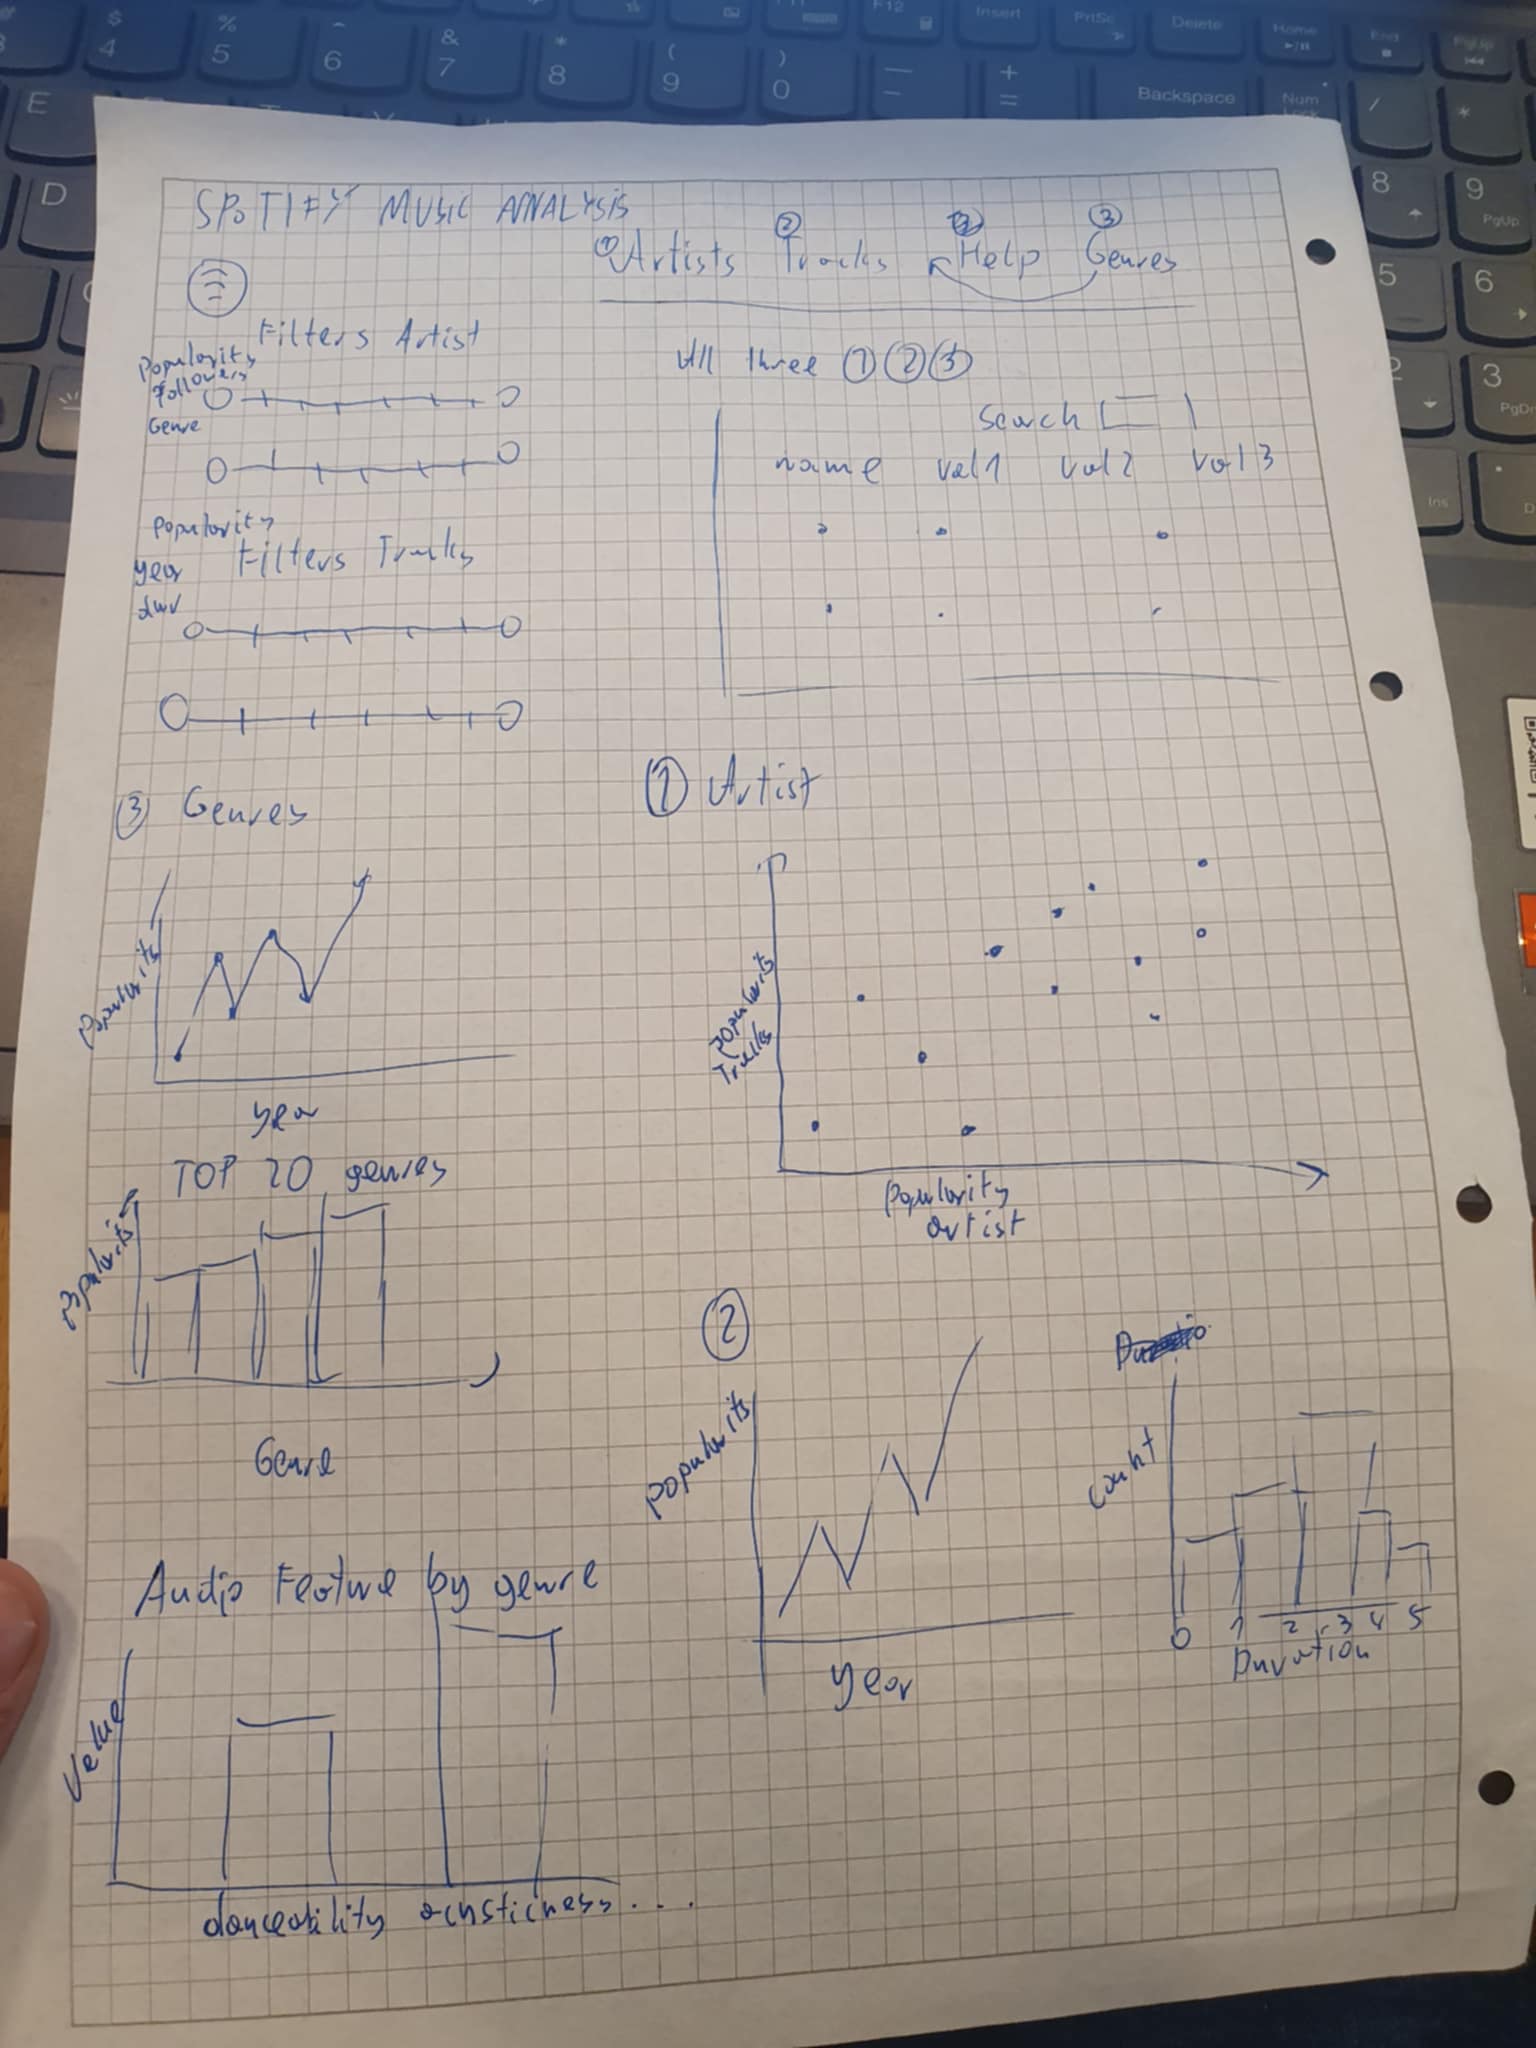 SPOTIFY MUSIC ANALYSIS
① Artists ② Tracks Help ③ Genres
Filters Artist
Popularity
Followers
Genre
All three ① ② ③
Search
name val1 val2 val3
Popularity
year
Filters Tracks
③ Genres
Popularity
year
① Artist
Popularity
Tracks
Popularity
artist
TOP 20 genres
Popularity
Genre
②
popularity
year
count
0 1 2 3 4 5
Duration
Audio Feature by genre
Value
danceability acusticness...
$ 4
% 5
6
& 7
* 8
( 9
) 0
— -
+ =
Backspace
F12
Insert
PrtSc
Delete
Home
End
PgUp
Num Lock
/
*
E
D
8
9 PgUp
5
6
2
3 PgDn
Ins